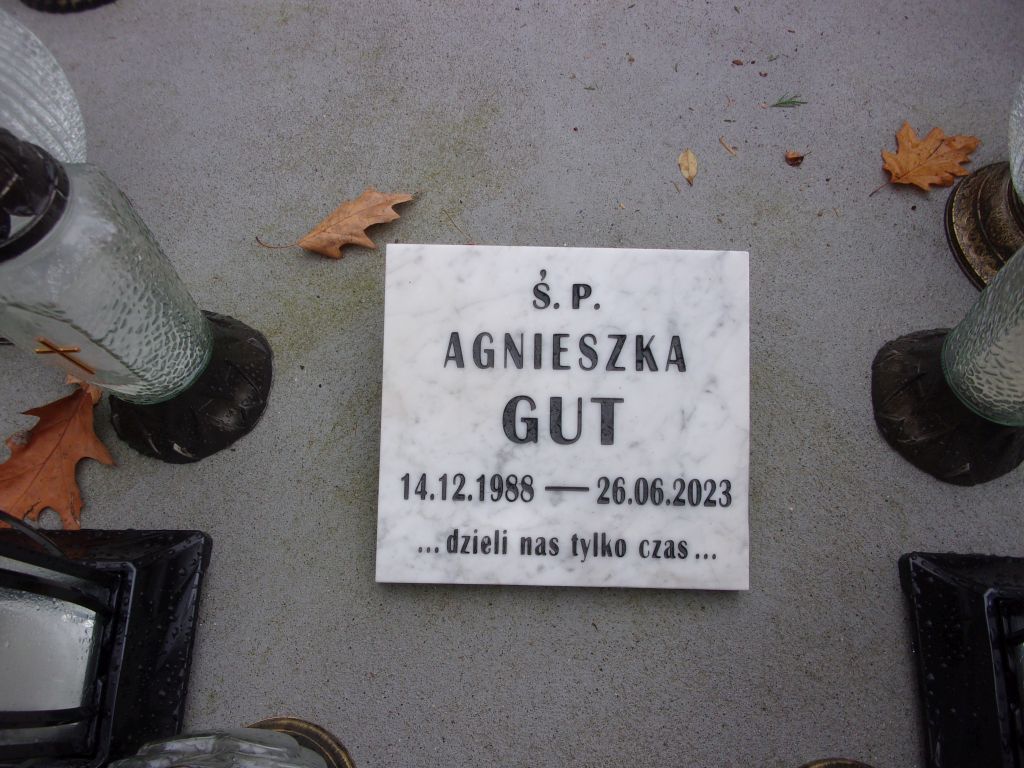 Ś. P.
AGNIESZKA
GUT
14.12.1988 — 26.06.2023
...dzieli nas tylko czas...